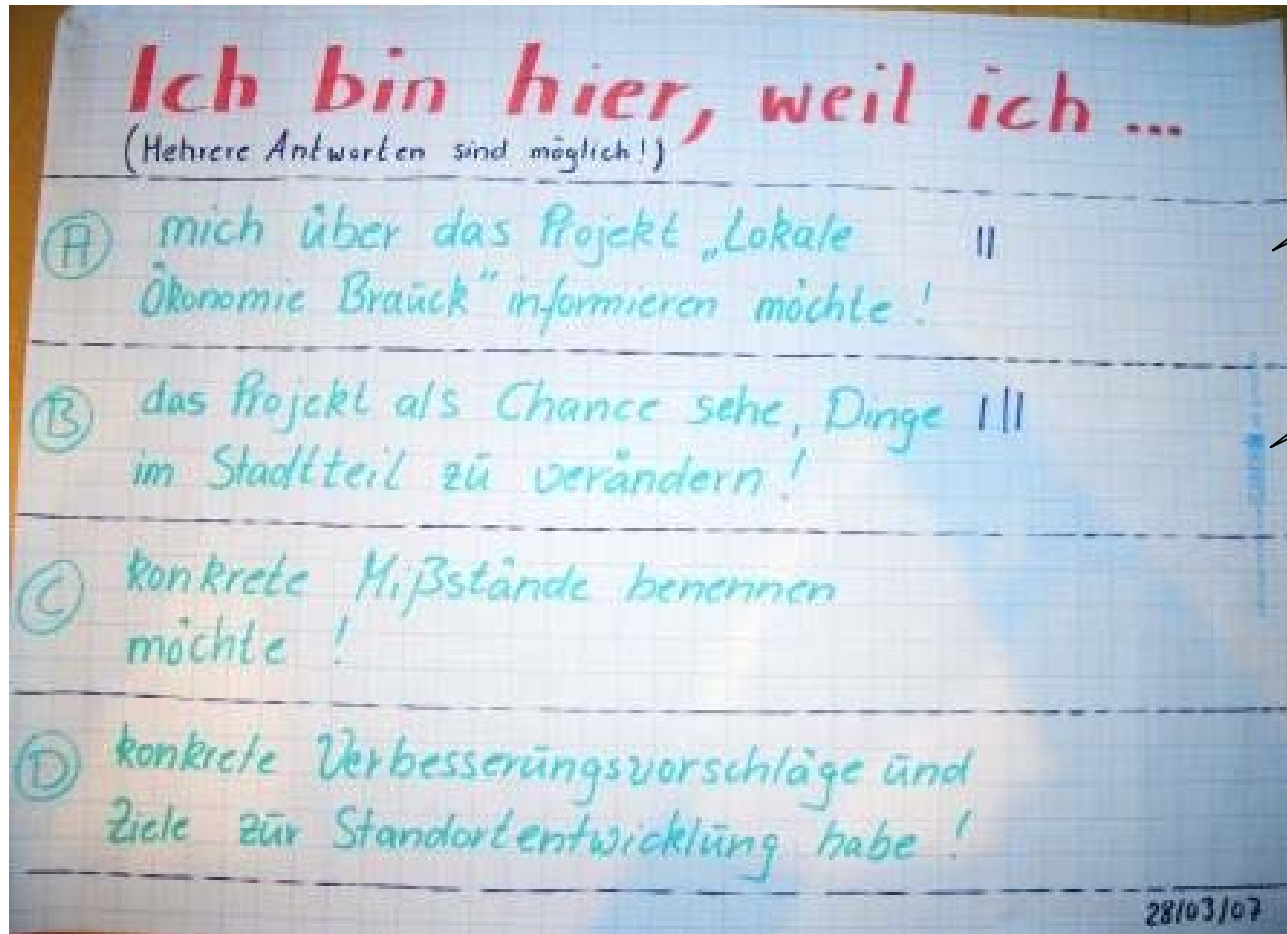 Ich bin hier, weil ich ...
(Mehrere Antworten sind möglich!)
A mich über das Projekt „Lokale ||
Ökonomie Brauck" informieren möchte!
B das Projekt als Chance sehe, Dinge |||
im Stadtteil zu verändern!
C konkrete Mißstände benennen
möchte !
D konkrete Verbesserungsvorschläge und
Ziele zur Standortentwicklung habe !
28/03/07